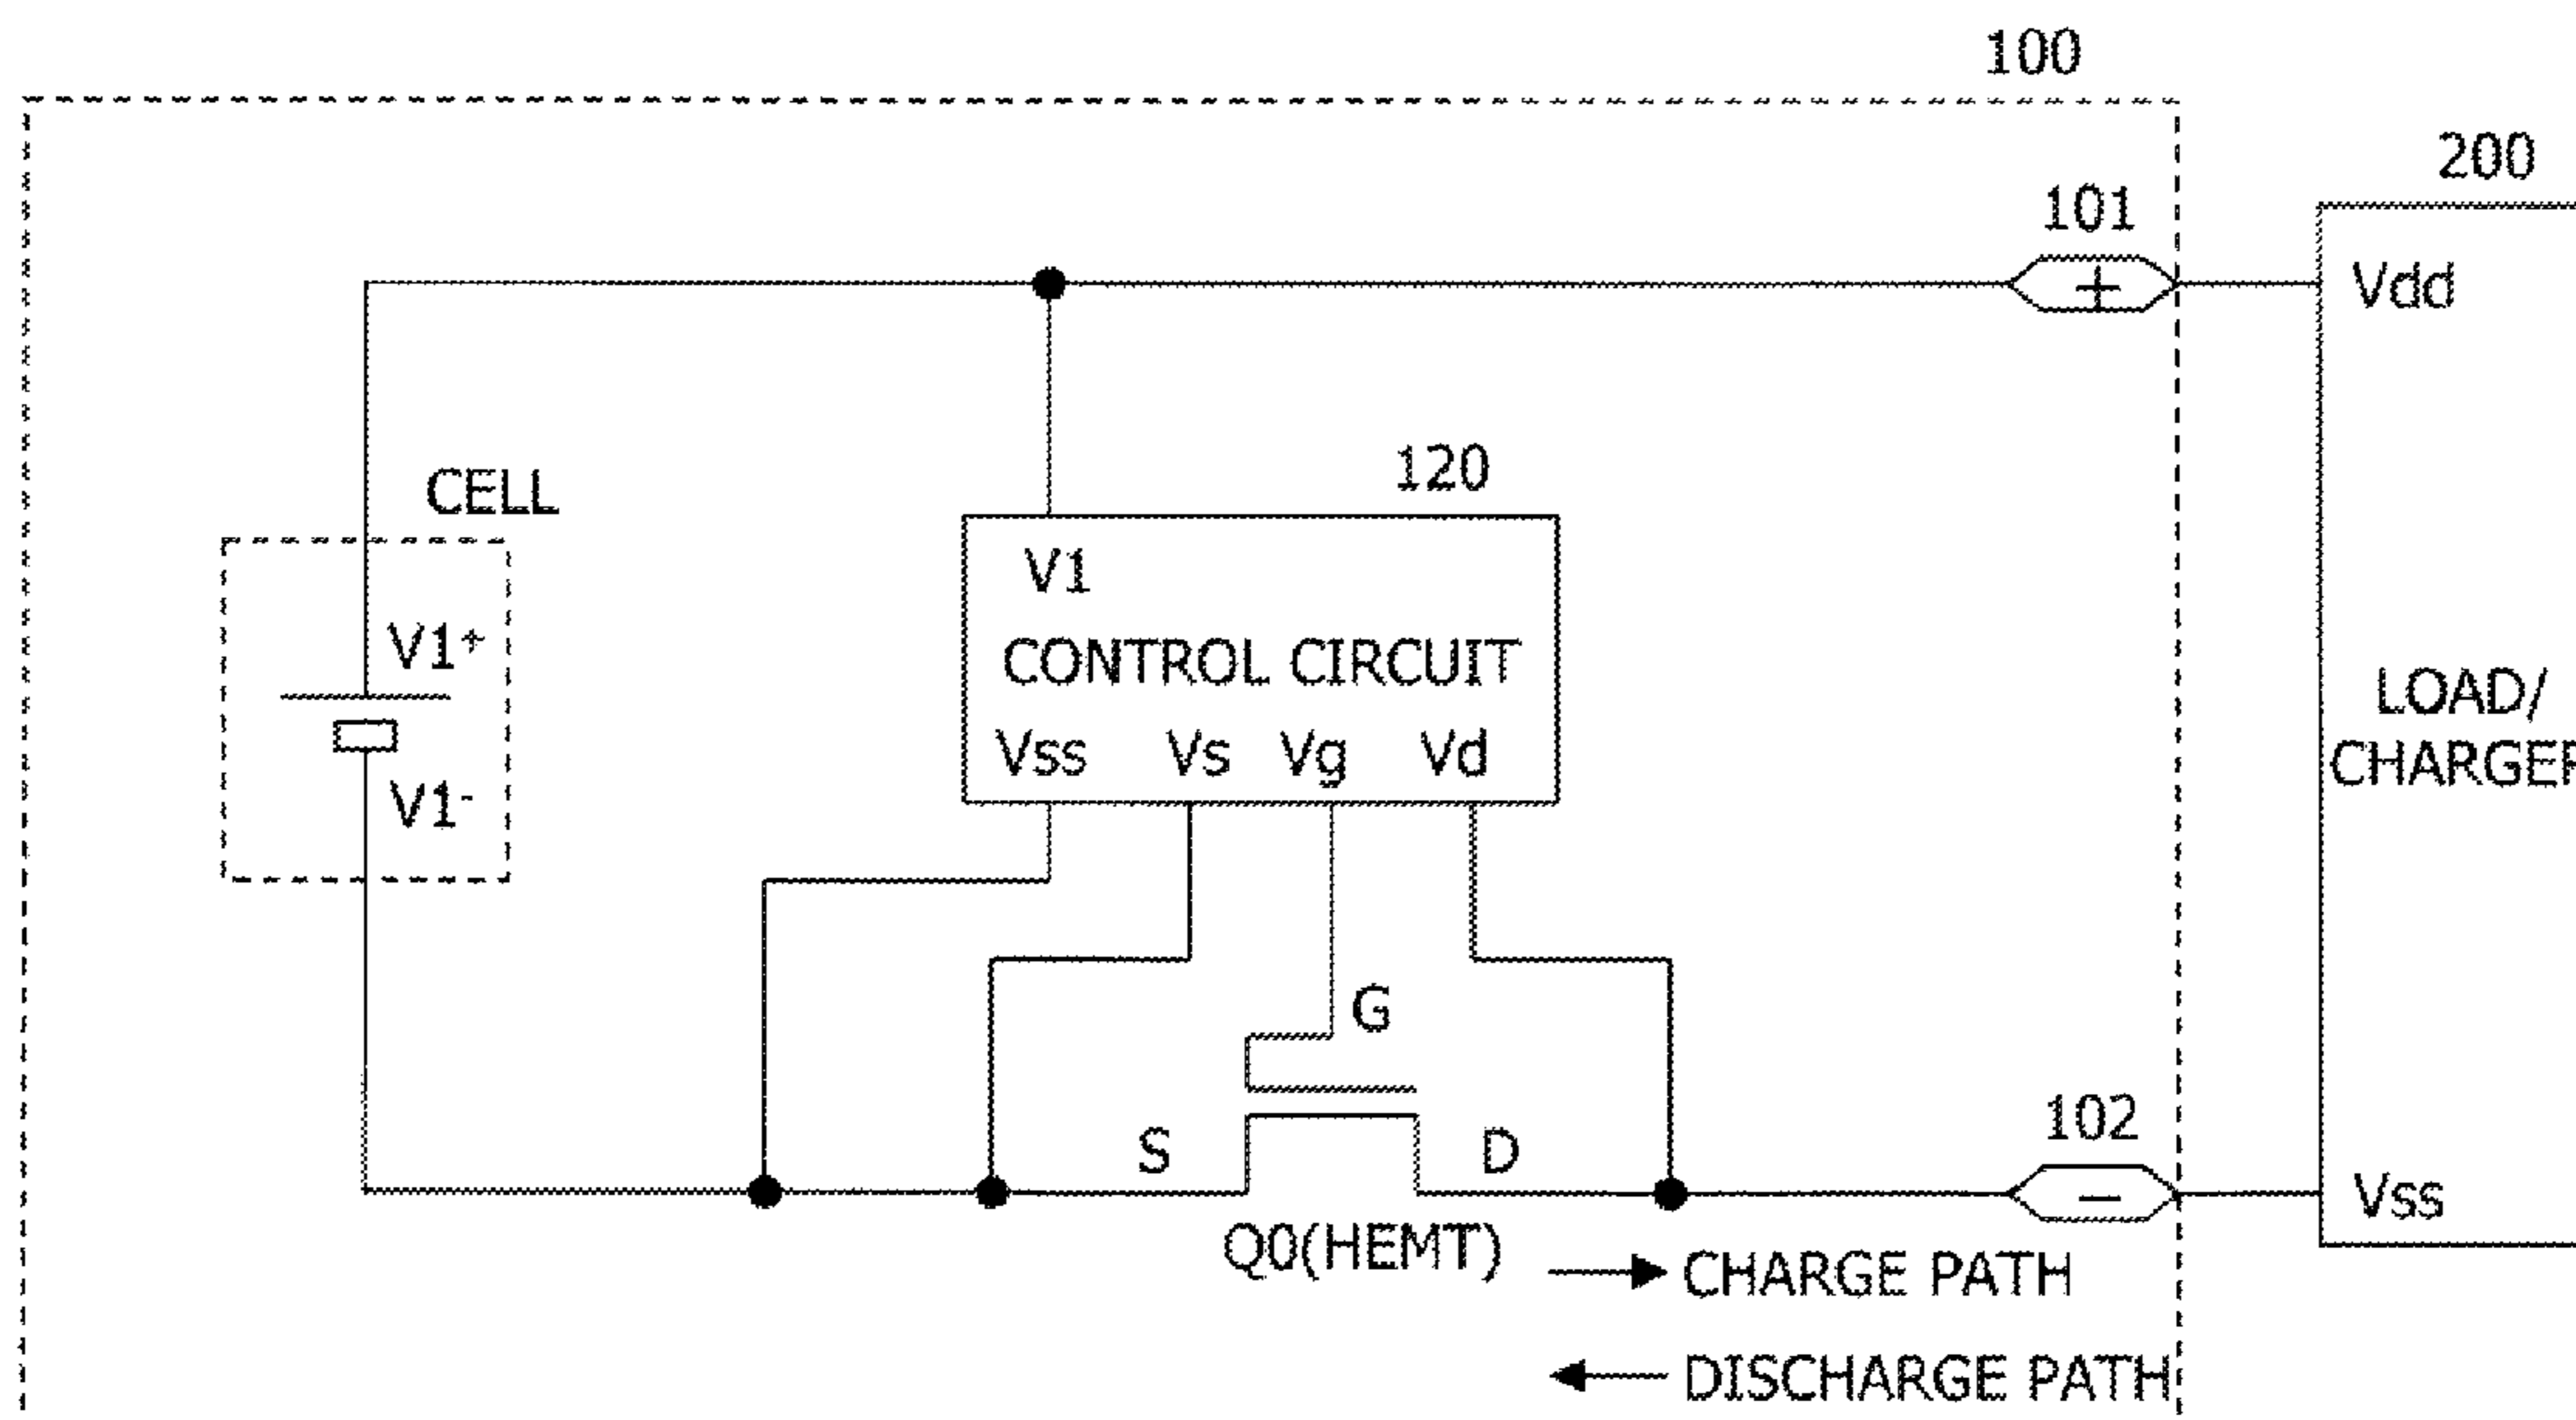 100
200
101
+
Vdd
120
CELL
V1
V1+
CONTROL CIRCUIT
LOAD/
CHARGER
Vss Vs Vg Vd
V1-
G
102
S
D
−
Vss
Q0(HEMT)
CHARGE PATH
DISCHARGE PATH